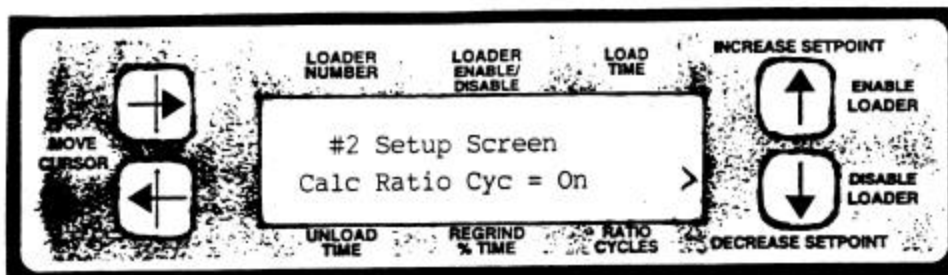 LOADER NUMBER
LOADER ENABLE/ DISABLE
LOAD TIME
INCREASE SETPOINT
MOVE CURSOR
#2 Setup Screen
Calc Ratio Cyc = On >
ENABLE LOADER
DISABLE LOADER
UNLOAD TIME
REGRIND % TIME
RATIO CYCLES
DECREASE SETPOINT